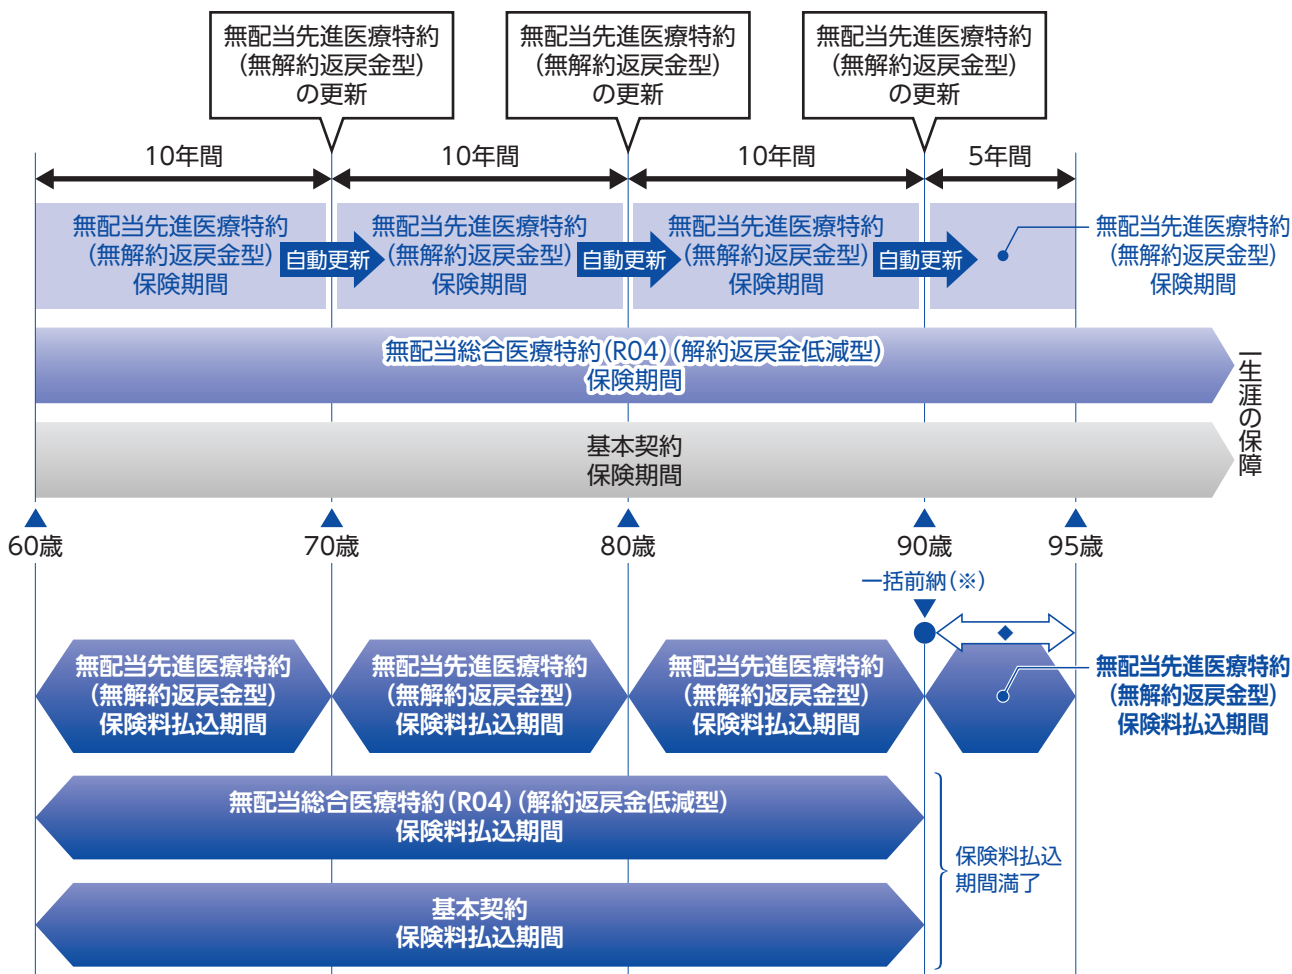 無配当先進医療特約
(無解約返戻金型)
の更新
無配当先進医療特約
(無解約返戻金型)
の更新
無配当先進医療特約
(無解約返戻金型)
の更新
10年間
10年間
10年間
5年間
無配当先進医療特約
(無解約返戻金型)
保険期間
自動更新
無配当先進医療特約
(無解約返戻金型)
保険期間
自動更新
無配当先進医療特約
(無解約返戻金型)
保険期間
自動更新
無配当先進医療特約
(無解約返戻金型)
保険期間
無配当総合医療特約(R04)(解約返戻金低減型)
保険期間
基本契約
保険期間
一生涯の保障
60歳
70歳
80歳
90歳
95歳
一括前納(※)
無配当先進医療特約
(無解約返戻金型)
保険料払込期間
無配当先進医療特約
(無解約返戻金型)
保険料払込期間
無配当先進医療特約
(無解約返戻金型)
保険料払込期間
無配当先進医療特約
(無解約返戻金型)
保険料払込期間
無配当総合医療特約(R04)(解約返戻金低減型)
保険料払込期間
基本契約
保険料払込期間
保険料払込
期間満了